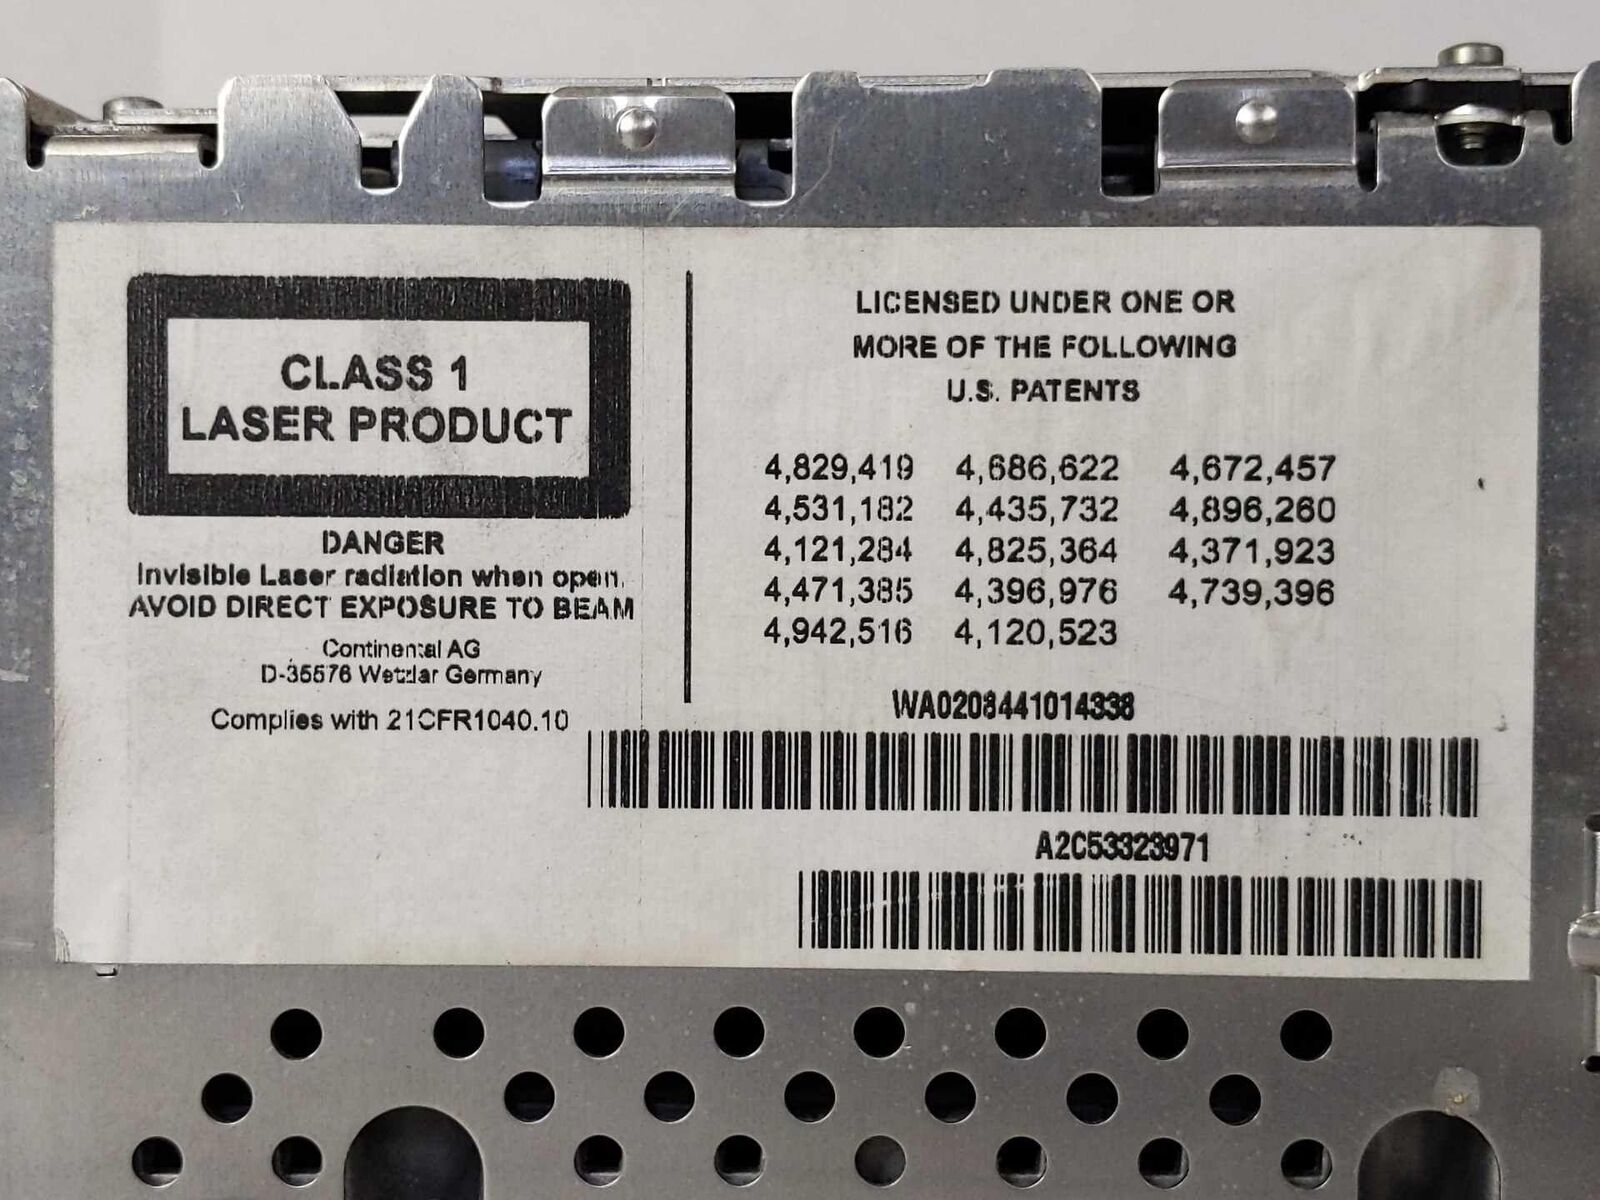 CLASS 1
LASER PRODUCT
DANGER
Invisible Laser radiation when open.
AVOID DIRECT EXPOSURE TO BEAM
Continental AG
D-35576 Wetzlar Germany
Complies with 21CFR1040.10
LICENSED UNDER ONE OR
MORE OF THE FOLLOWING
U.S. PATENTS
4,829,419 4,686,622 4,672,457
4,531,182 4,435,732 4,896,260
4,121,284 4,825,364 4,371,923
4,471,385 4,396,976 4,739,396
4,942,516 4,120,523
WA0208441014338
A2C53323971